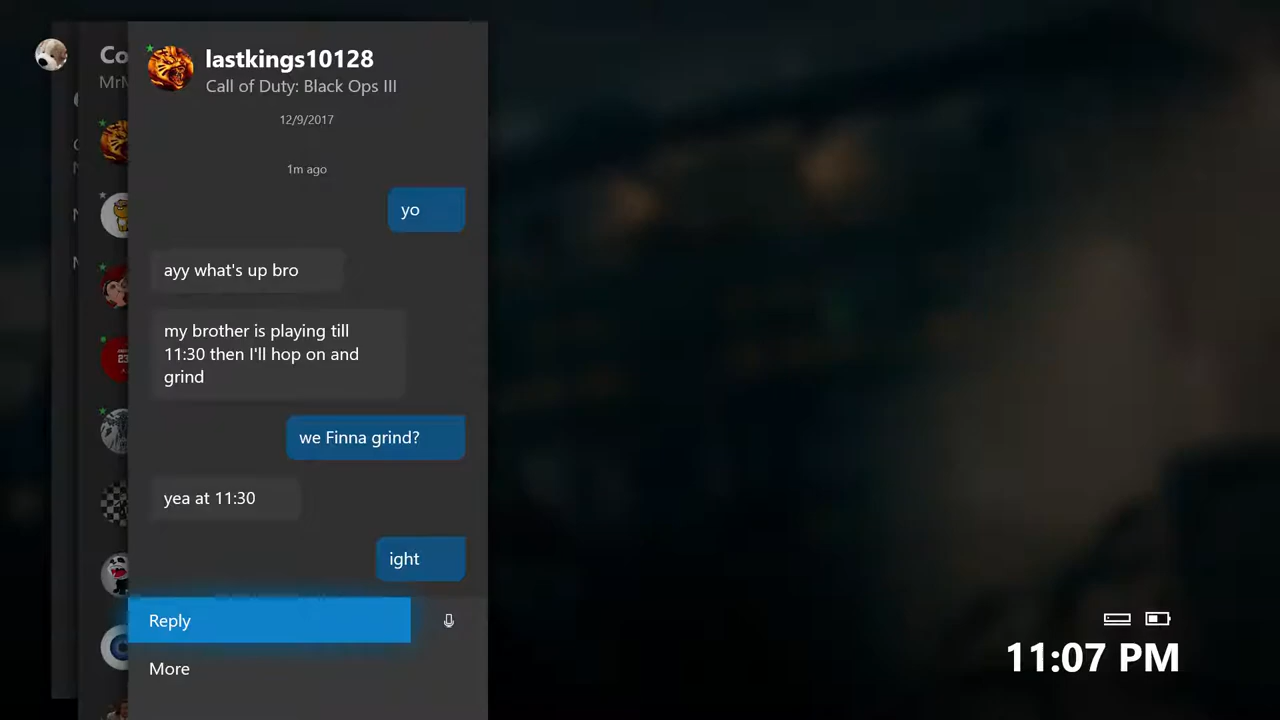 Co
lastkings10128
MrM
Call of Duty: Black Ops III
12/9/2017
1m ago
yo
ayy what's up bro
my brother is playing till
11:30 then I'll hop on and
grind
we Finna grind?
yea at 11:30
ight
Reply
More
11:07 PM